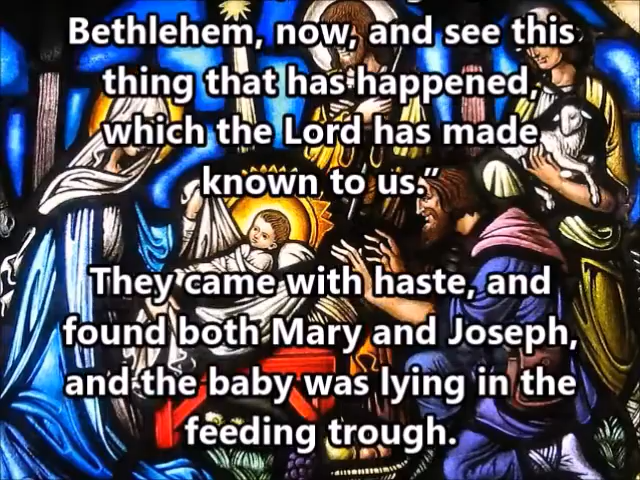 Bethlehem, now, and see this
thing that has happened,
which the Lord has made
known to us.”
They came with haste, and
found both Mary and Joseph,
and the baby was lying in the
feeding trough.